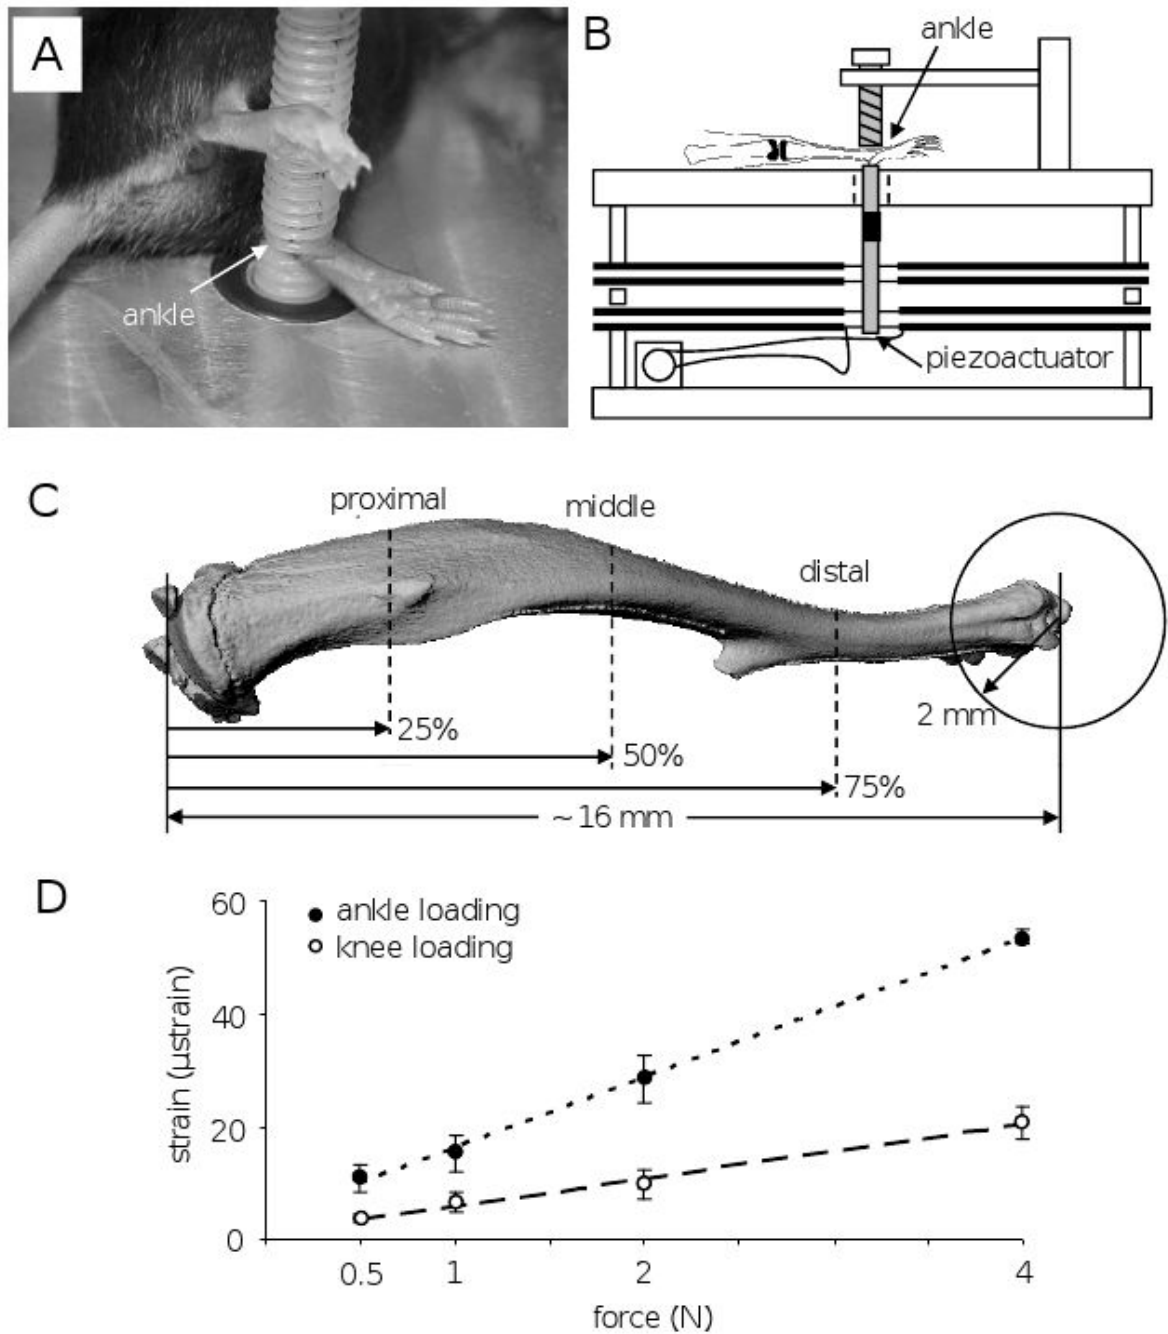 A
ankle
B
ankle
piezoactuator
C
proximal
middle
distal
2 mm
25%
50%
75%
~16 mm
D
60
40
20
0
strain (μstrain)
ankle loading
knee loading
0.5 1 2 4
force (N)